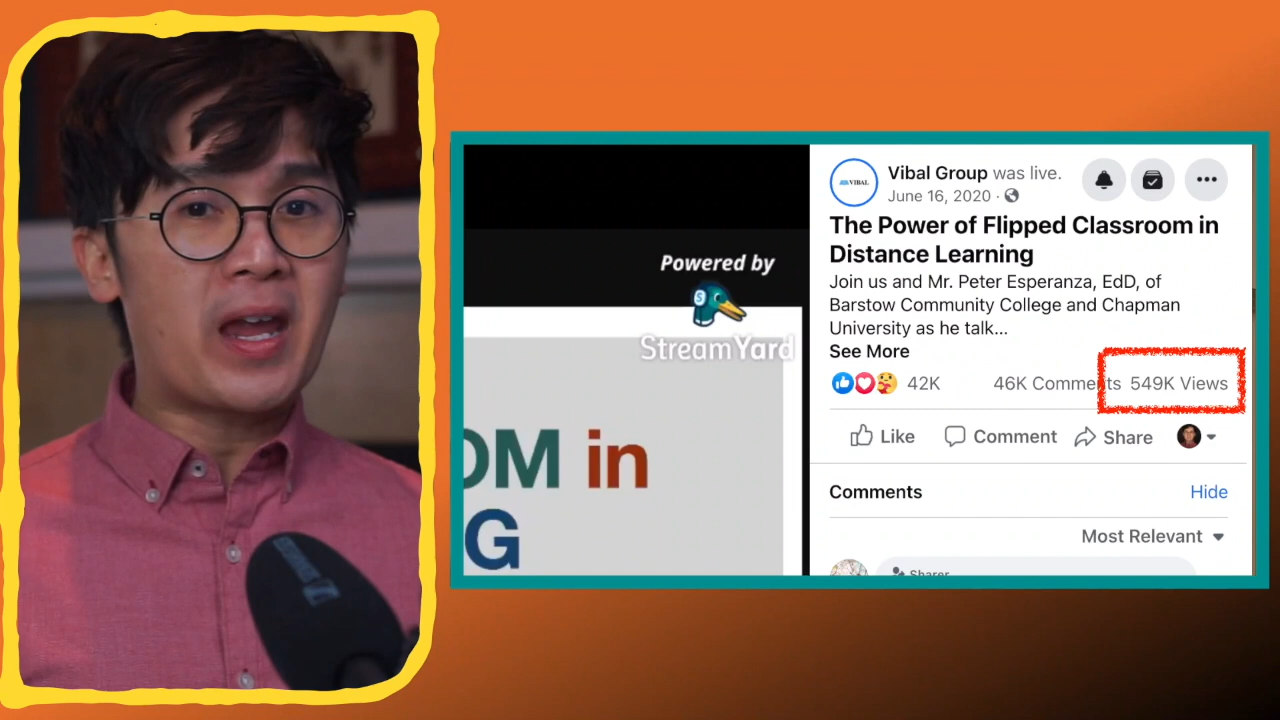 Powered by
StreamYard
OM in
G
VIBAL
Vibal Group was live.
June 16, 2020 ·
The Power of Flipped Classroom in
Distance Learning
Join us and Mr. Peter Esperanza, EdD, of
Barstow Community College and Chapman
University as he talk...
See More
42K 46K Comments 549K Views
Like Comment Share
Comments Hide
Most Relevant
Sharer